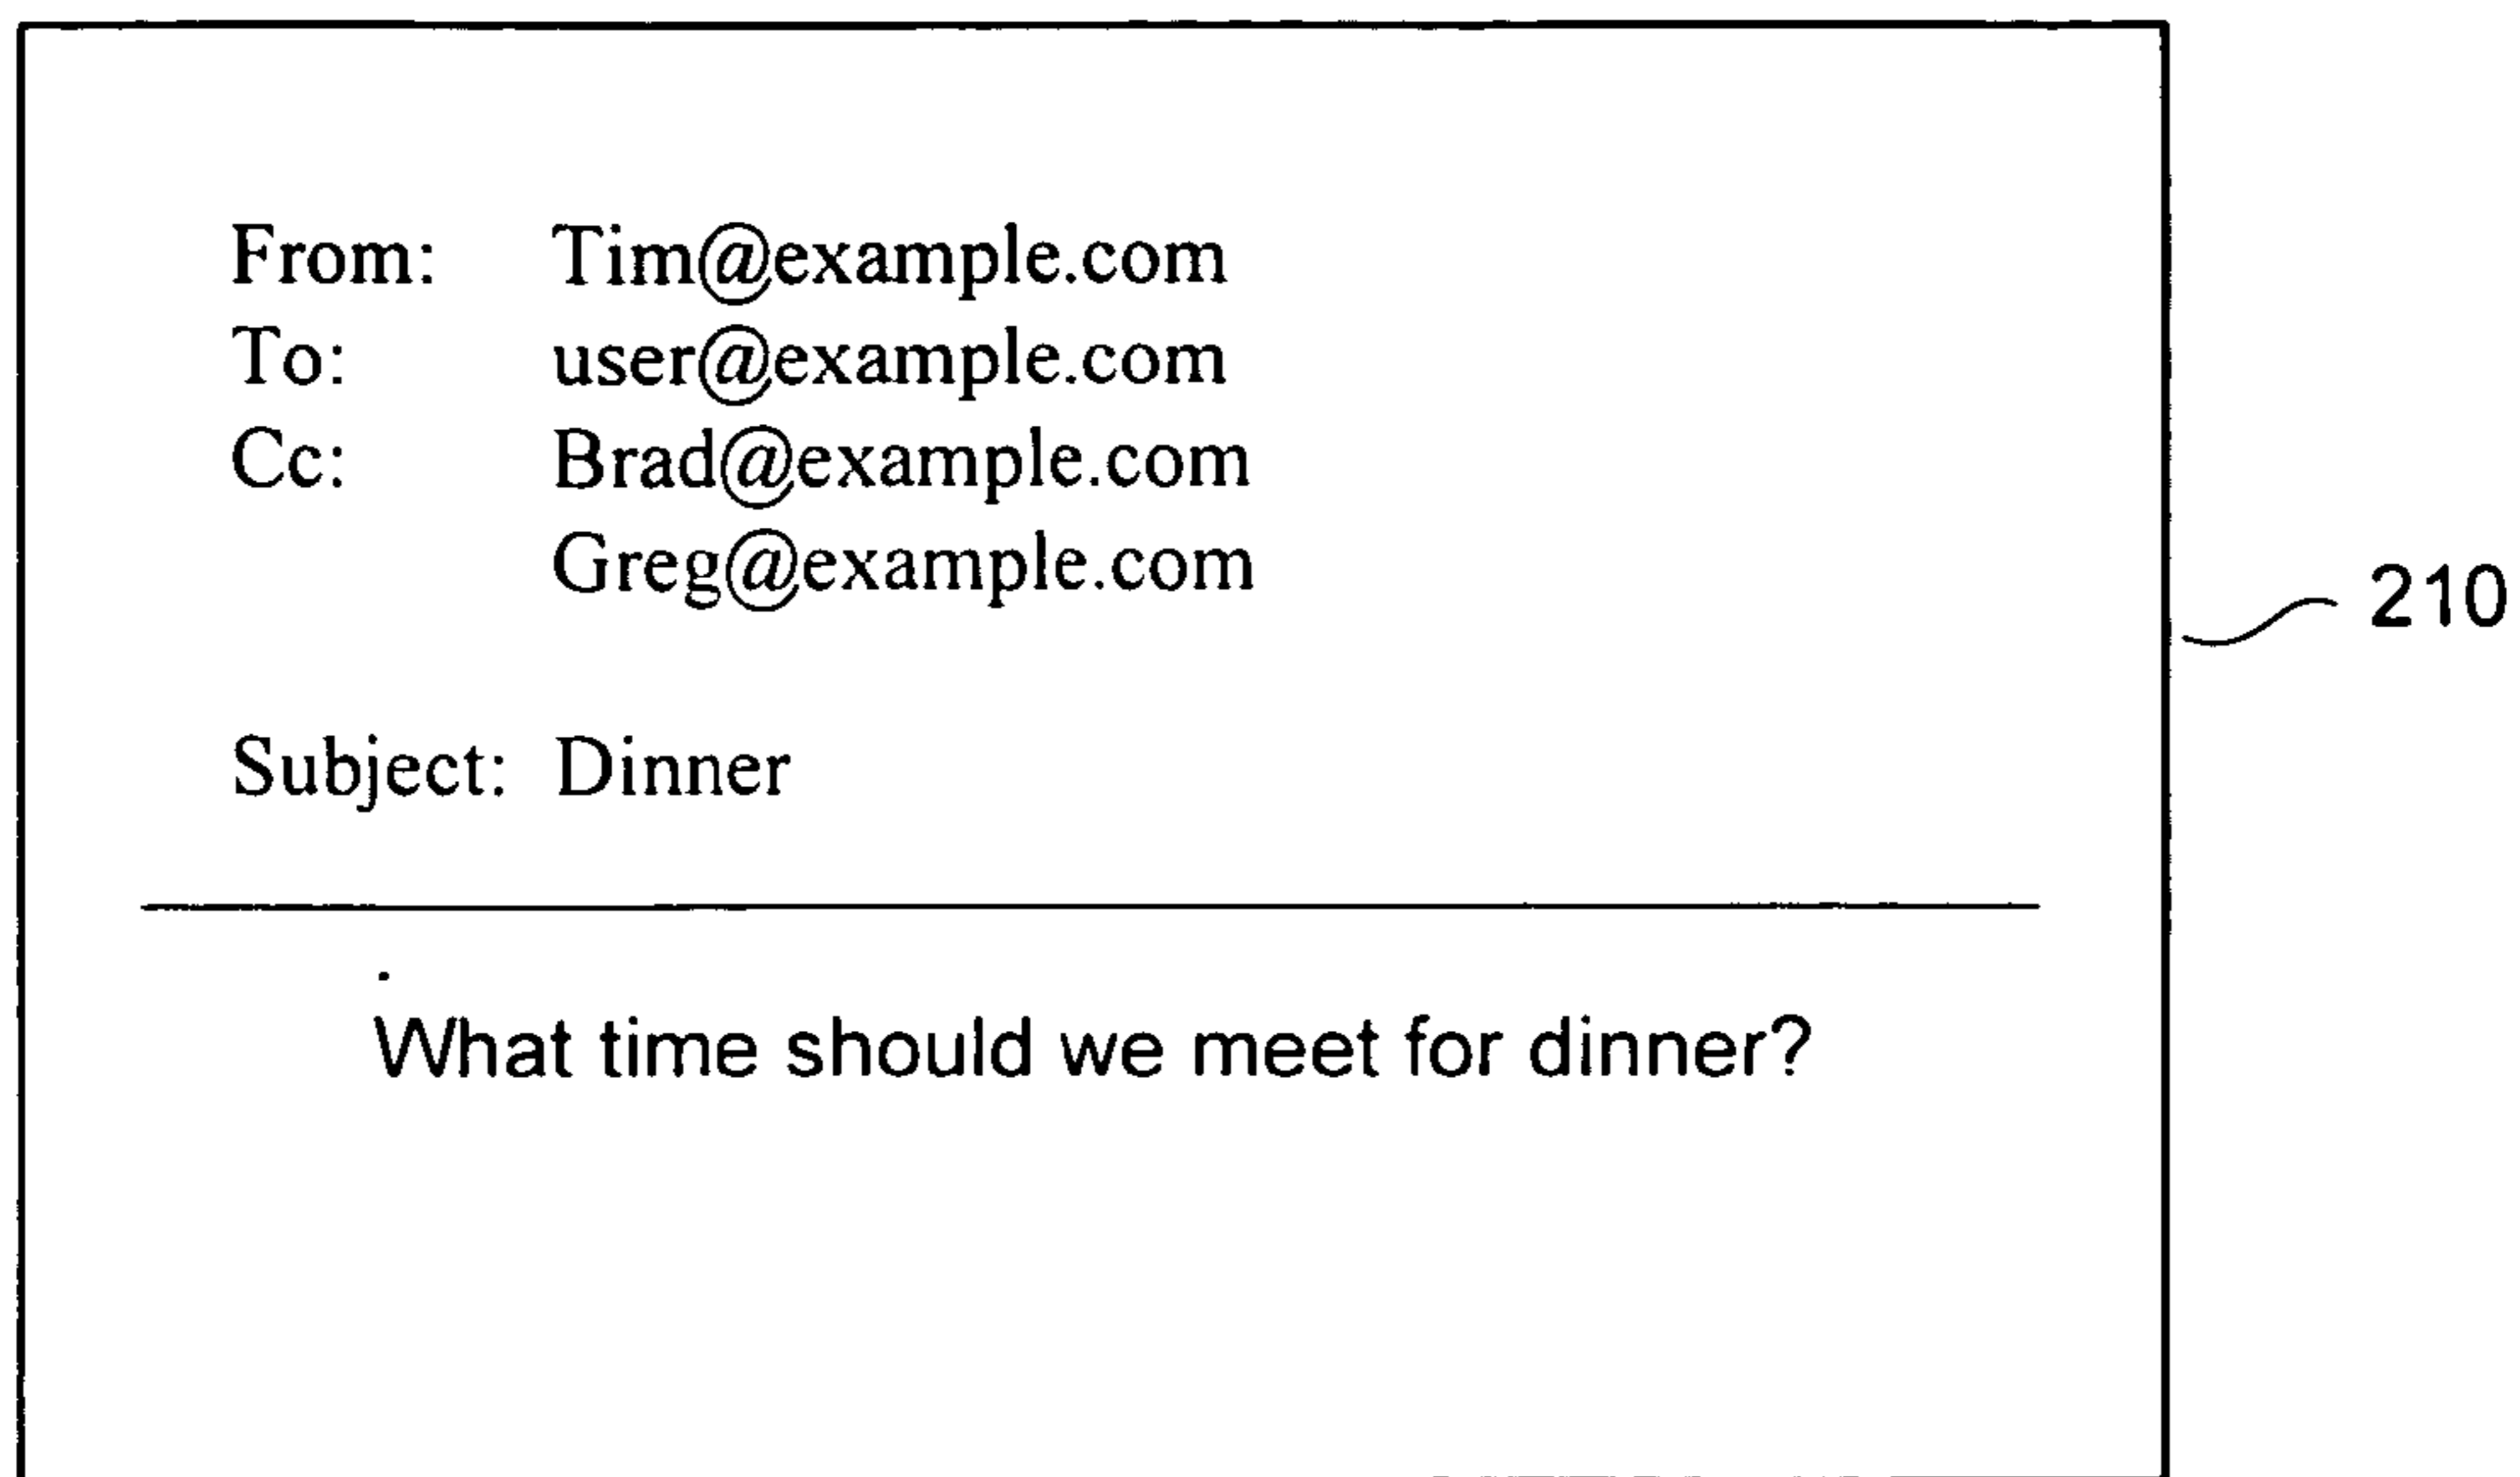 From: Tim@example.com
To: user@example.com
Cc: Brad@example.com
Greg@example.com
210
Subject: Dinner
What time should we meet for dinner?